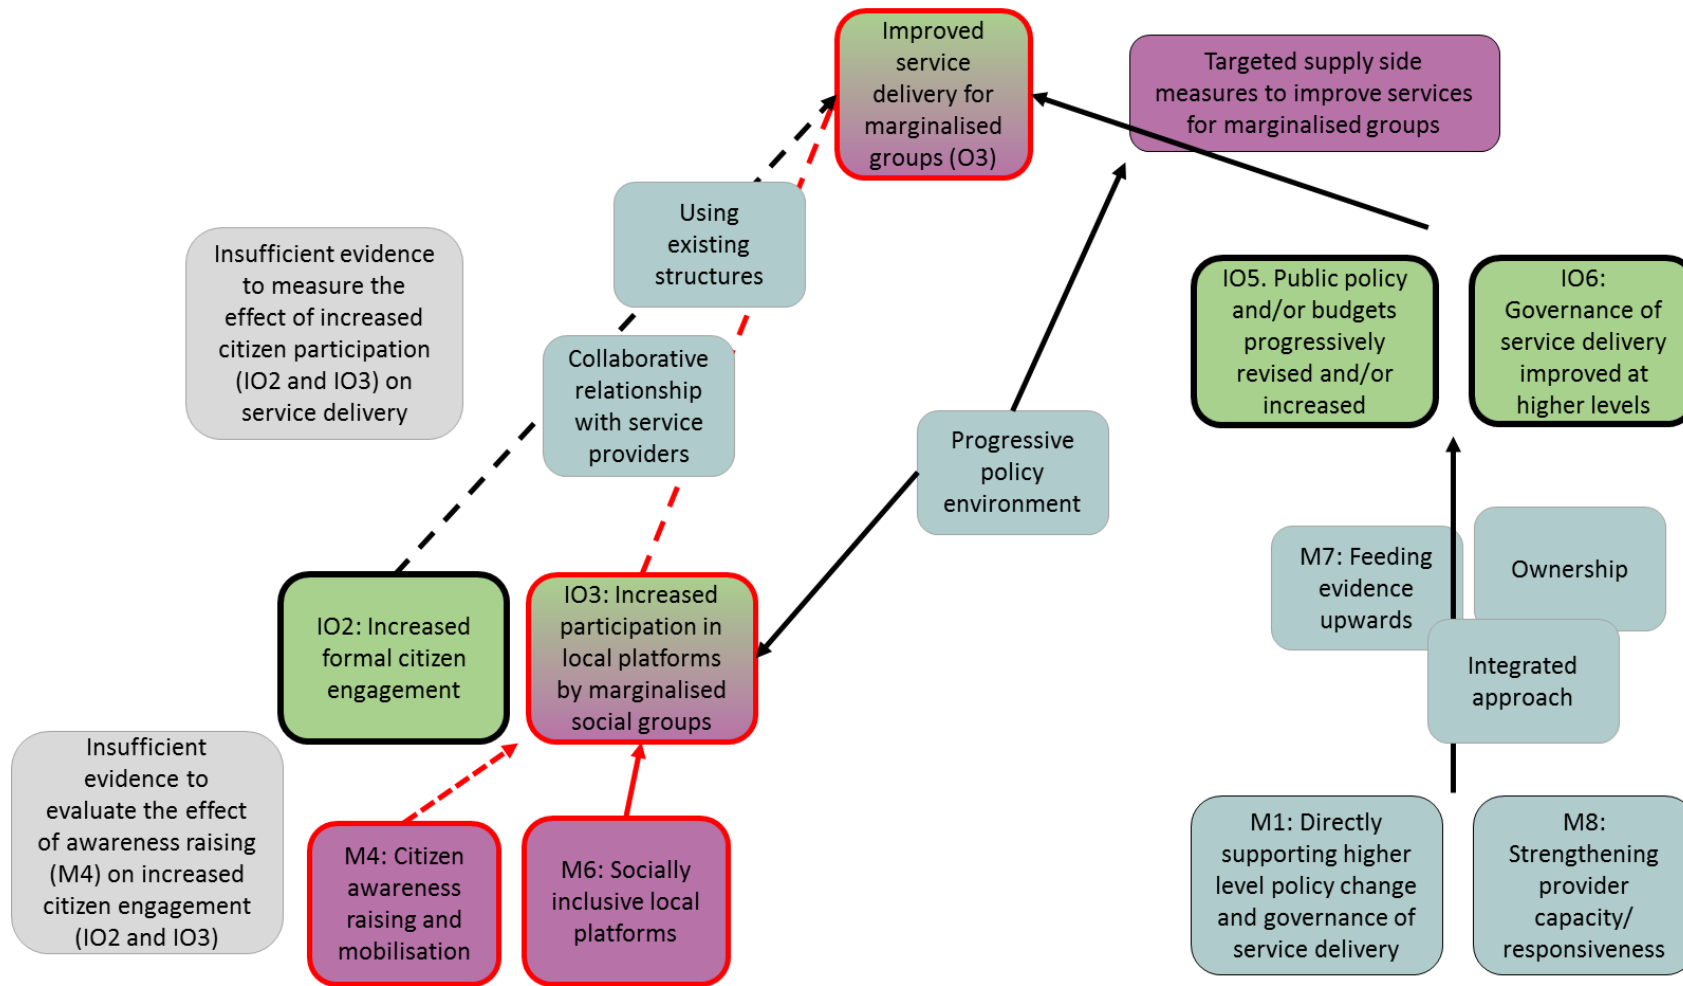 Improved
service
delivery for
marginalised
groups (O3)
Targeted supply side
measures to improve services
for marginalised groups
Using
existing
structures
Insufficient evidence
to measure the
effect of increased
citizen participation
(IO2 and IO3) on
service delivery
Collaborative
relationship
with service
providers
Progressive
policy
environment
IO5. Public policy
and/or budgets
progressively
revised and/or
increased
IO6:
Governance of
service delivery
improved at
higher levels
M7: Feeding
evidence
upwards
Ownership
Integrated
approach
IO2: Increased
formal citizen
engagement
IO3: Increased
participation in
local platforms
by marginalised
social groups
Insufficient
evidence to
evaluate the effect
of awareness raising
(M4) on increased
citizen engagement
(IO2 and IO3)
M4: Citizen
awareness
raising and
mobilisation
M6: Socially
inclusive local
platforms
M1: Directly
supporting higher
level policy change
and governance of
service delivery
M8:
Strengthening
provider
capacity/
responsiveness